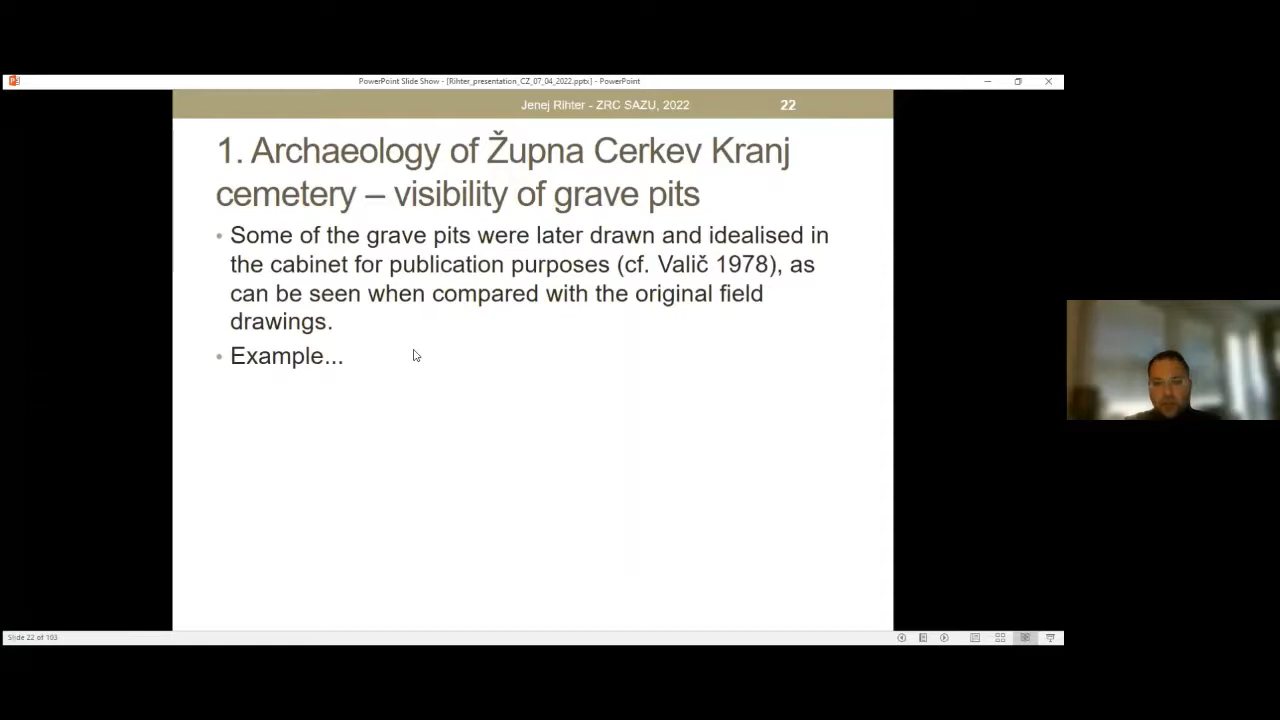 PowerPoint Slide Show - [Rihter_presentation_CZ_07_04_2022.pptx] - PowerPoint
Jenej Rihter - ZRC SAZU, 2022 22
1. Archaeology of Župna Cerkev Kranj
cemetery – visibility of grave pits
• Some of the grave pits were later drawn and idealised in
the cabinet for publication purposes (cf. Valič 1978), as
can be seen when compared with the original field
drawings.
• Example...
Slide 22 of 103